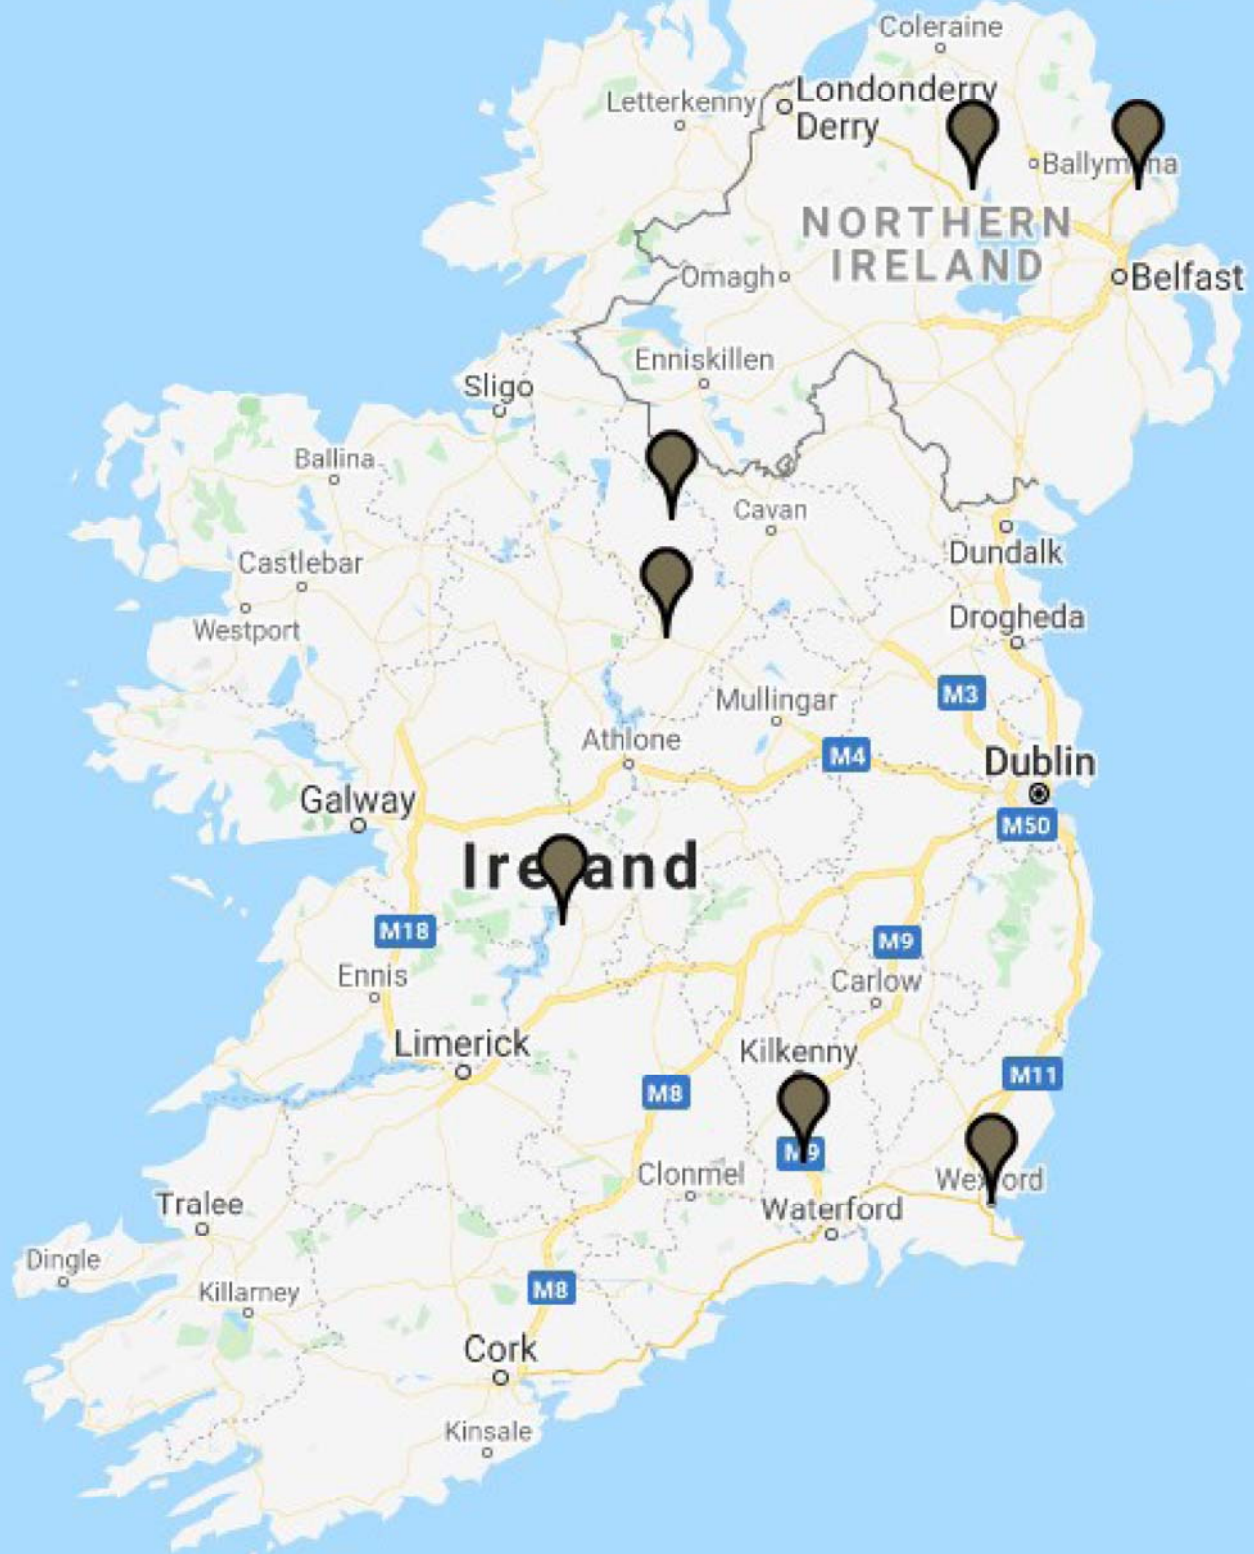 Coleraine
Letterkenny
Londonderry
Derry
Ballymena
NORTHERN
IRELAND
Omagh
Belfast
Enniskillen
Sligo
Ballina
Cavan
Castlebar
Dundalk
Westport
Drogheda
M3
Mullingar
Athlone
M4
Dublin
Galway
M50
Ireland
M18
M9
Ennis
Carlow
Limerick
Kilkenny
M11
M8
M9
Clonmel
Wexford
Tralee
Waterford
Dingle
Killarney
M8
Cork
Kinsale